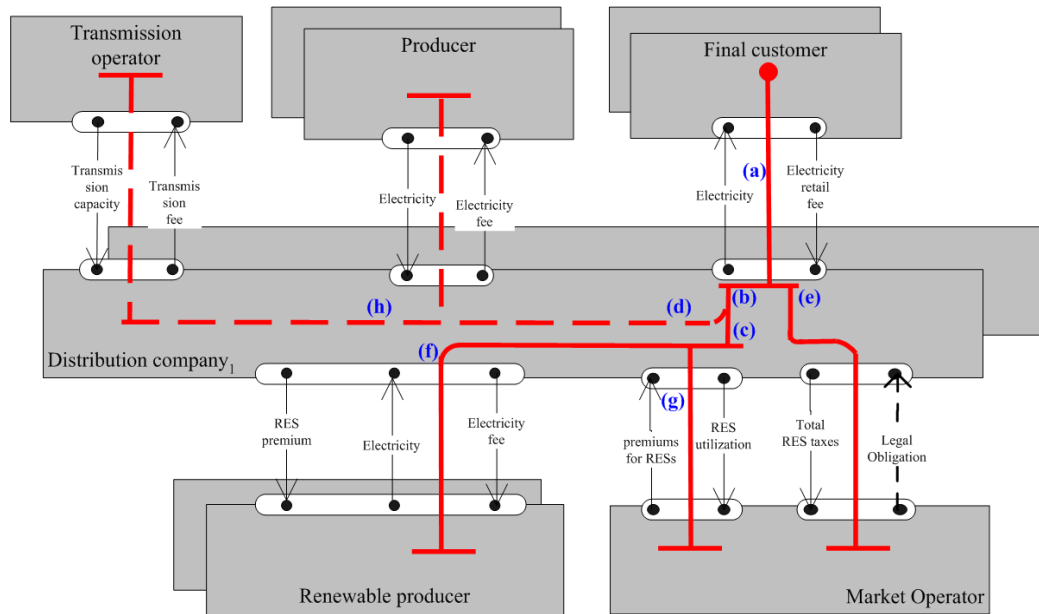 Transmission
operator
Producer
Final customer
Transmis
sion
capacity
Transmis
sion
fee
Electricity
Electricity
fee
(a)
Electricity
Electricity
retail
fee
(h)
(d)
(b)
(e)
(c)
(f)
Distribution company1
(g)
RES
premium
Electricity
Electricity
fee
premiums
for RESs
RES
utilization
Total
RES taxes
Legal
Obligation
Renewable producer
Market Operator